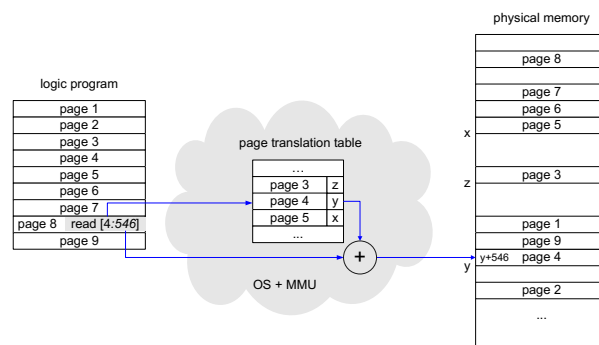 physical memory
page 8
page 7
page 6
page 5
x
page 3
z
page 1
page 9
y+546 page 4
y
page 2
...
logic program
page 1
page 2
page 3
page 4
page 5
page 6
page 7
page 8 read [4:546]
page 9
page translation table
...
page 3 z
page 4 y
page 5 x
...
+
OS + MMU